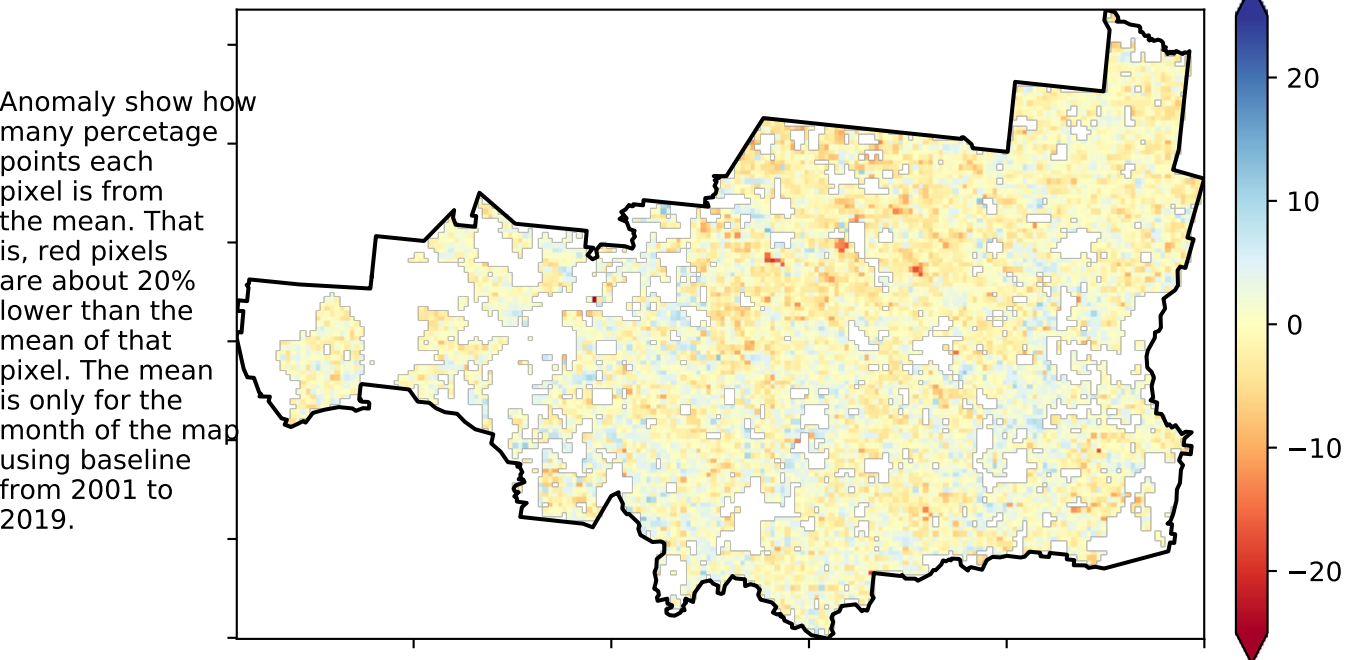 Anomaly show how
many percetage
points each
pixel is from
the mean. That
is, red pixels
are about 20%
lower than the
mean of that
pixel. The mean
is only for the
month of the map
using baseline
from 2001 to
2019.
20
10
0
−10
−20